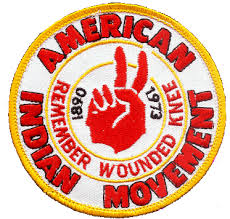 AMERICAN
INDIAN MOVEMENT
1890 1973
REMEMBER WOUNDED KNEE